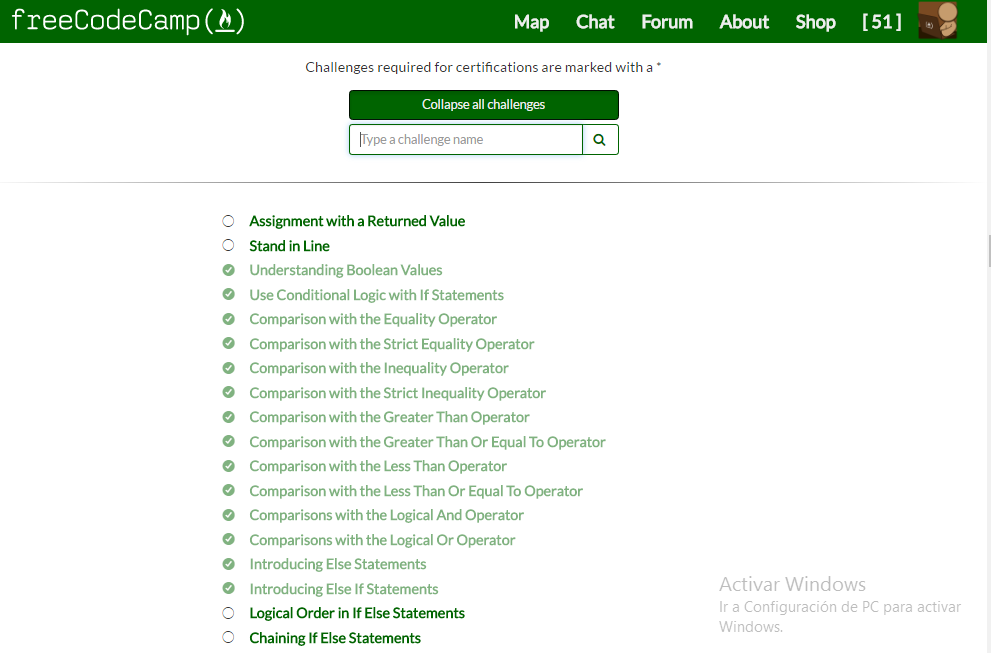 freeCodeCamp(🔥)
Map Chat Forum About Shop [ 51 ]
Challenges required for certifications are marked with a *
Collapse all challenges
Type a challenge name
Assignment with a Returned Value
Stand in Line
Understanding Boolean Values
Use Conditional Logic with If Statements
Comparison with the Equality Operator
Comparison with the Strict Equality Operator
Comparison with the Inequality Operator
Comparison with the Strict Inequality Operator
Comparison with the Greater Than Operator
Comparison with the Greater Than Or Equal To Operator
Comparison with the Less Than Operator
Comparison with the Less Than Or Equal To Operator
Comparisons with the Logical And Operator
Comparisons with the Logical Or Operator
Introducing Else Statements
Introducing Else If Statements
Logical Order in If Else Statements
Chaining If Else Statements
Activar Windows
Ir a Configuración de PC para activar
Windows.